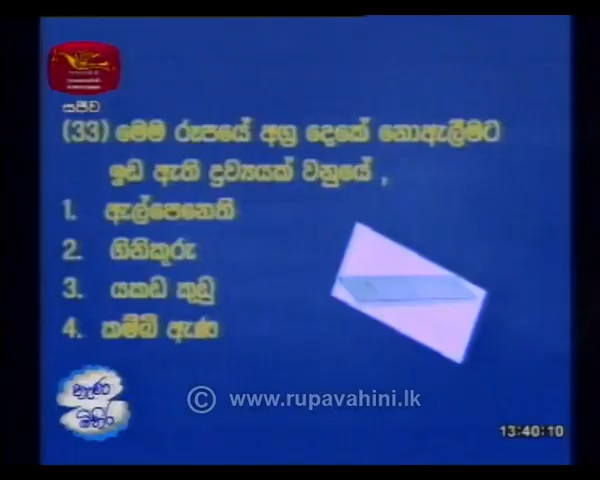 සජීව
(33) මෙම රූපයේ අග්‍ර දෙකේ නොඇලීමට
ඉඩ ඇති ද්‍රව්‍යයක් වනුයේ ,
1. ඇල්පෙනෙති
2. ගිනිකූරු
3. යකඩ කුඩු
4. කම්බි ඇණ
නැණ
මිහිර
© www.rupavahini.lk
13:40:10